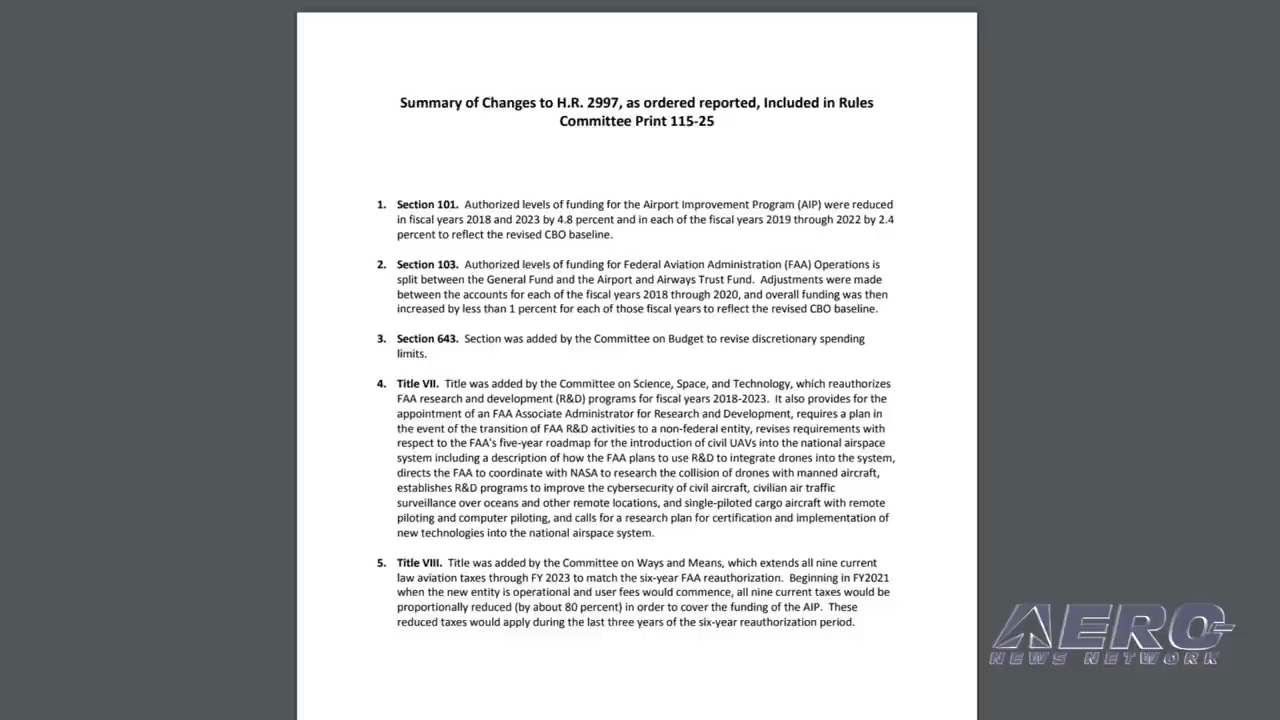 Summary of Changes to H.R. 2997, as ordered reported, Included in Rules
Committee Print 115-25
1. Section 101. Authorized levels of funding for the Airport Improvement Program (AIP) were reduced
in fiscal years 2018 and 2023 by 4.8 percent and in each of the fiscal years 2019 through 2022 by 2.4
percent to reflect the revised CBO baseline.
2. Section 103. Authorized levels of funding for Federal Aviation Administration (FAA) Operations is
split between the General Fund and the Airport and Airways Trust Fund. Adjustments were made
between the accounts for each of the fiscal years 2018 through 2020, and overall funding was then
increased by less than 1 percent for each of those fiscal years to reflect the revised CBO baseline.
3. Section 643. Section was added by the Committee on Budget to revise discretionary spending
limits.
4. Title VII. Title was added by the Committee on Science, Space, and Technology, which reauthorizes
FAA research and development (R&D) programs for fiscal years 2018-2023. It also provides for the
appointment of an FAA Associate Administrator for Research and Development, requires a plan in
the event of the transition of FAA R&D activities to a non-federal entity, revises requirements with
respect to the FAA's five-year roadmap for the introduction of civil UAVs into the national airspace
system including a description of how the FAA plans to use R&D to integrate drones into the system,
directs the FAA to coordinate with NASA to research the collision of drones with manned aircraft,
establishes R&D programs to improve the cybersecurity of civil aircraft, civilian air traffic
surveillance over oceans and other remote locations, and single-piloted cargo aircraft with remote
piloting and computer piloting, and calls for a research plan for certification and implementation of
new technologies into the national airspace system.
5. Title VIII. Title was added by the Committee on Ways and Means, which extends all nine current
law aviation taxes through FY 2023 to match the six-year FAA reauthorization. Beginning in FY2021
when the new entity is operational and user fees would commence, all nine current taxes would be
proportionally reduced (by about 80 percent) in order to cover the funding of the AIP. These
reduced taxes would apply during the last three years of the six-year reauthorization period.
AERO
NEWS NETWORK